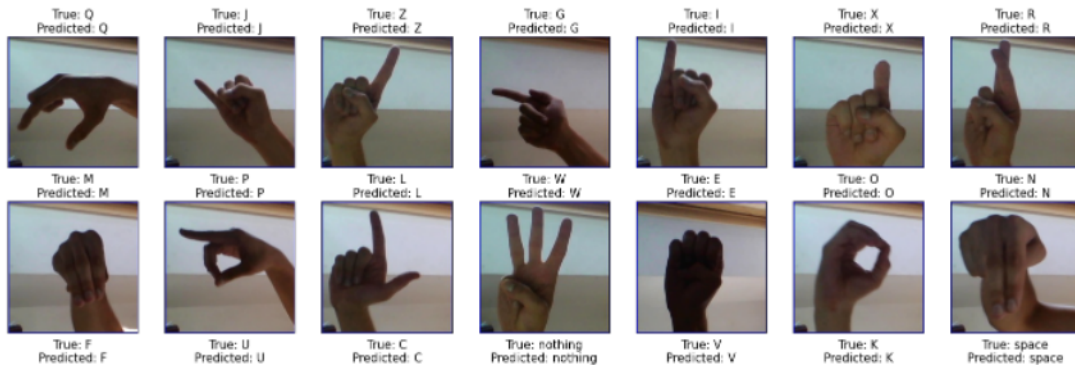 True: Q
Predicted: Q
True: J
Predicted: J
True: Z
Predicted: Z
True: G
Predicted: G
True: I
Predicted: I
True: X
Predicted: X
True: R
Predicted: R
True: M
Predicted: M
True: P
Predicted: P
True: L
Predicted: L
True: W
Predicted: W
True: E
Predicted: E
True: O
Predicted: O
True: N
Predicted: N
True: F
Predicted: F
True: U
Predicted: U
True: C
Predicted: C
True: nothing
Predicted: nothing
True: V
Predicted: V
True: K
Predicted: K
True: space
Predicted: space